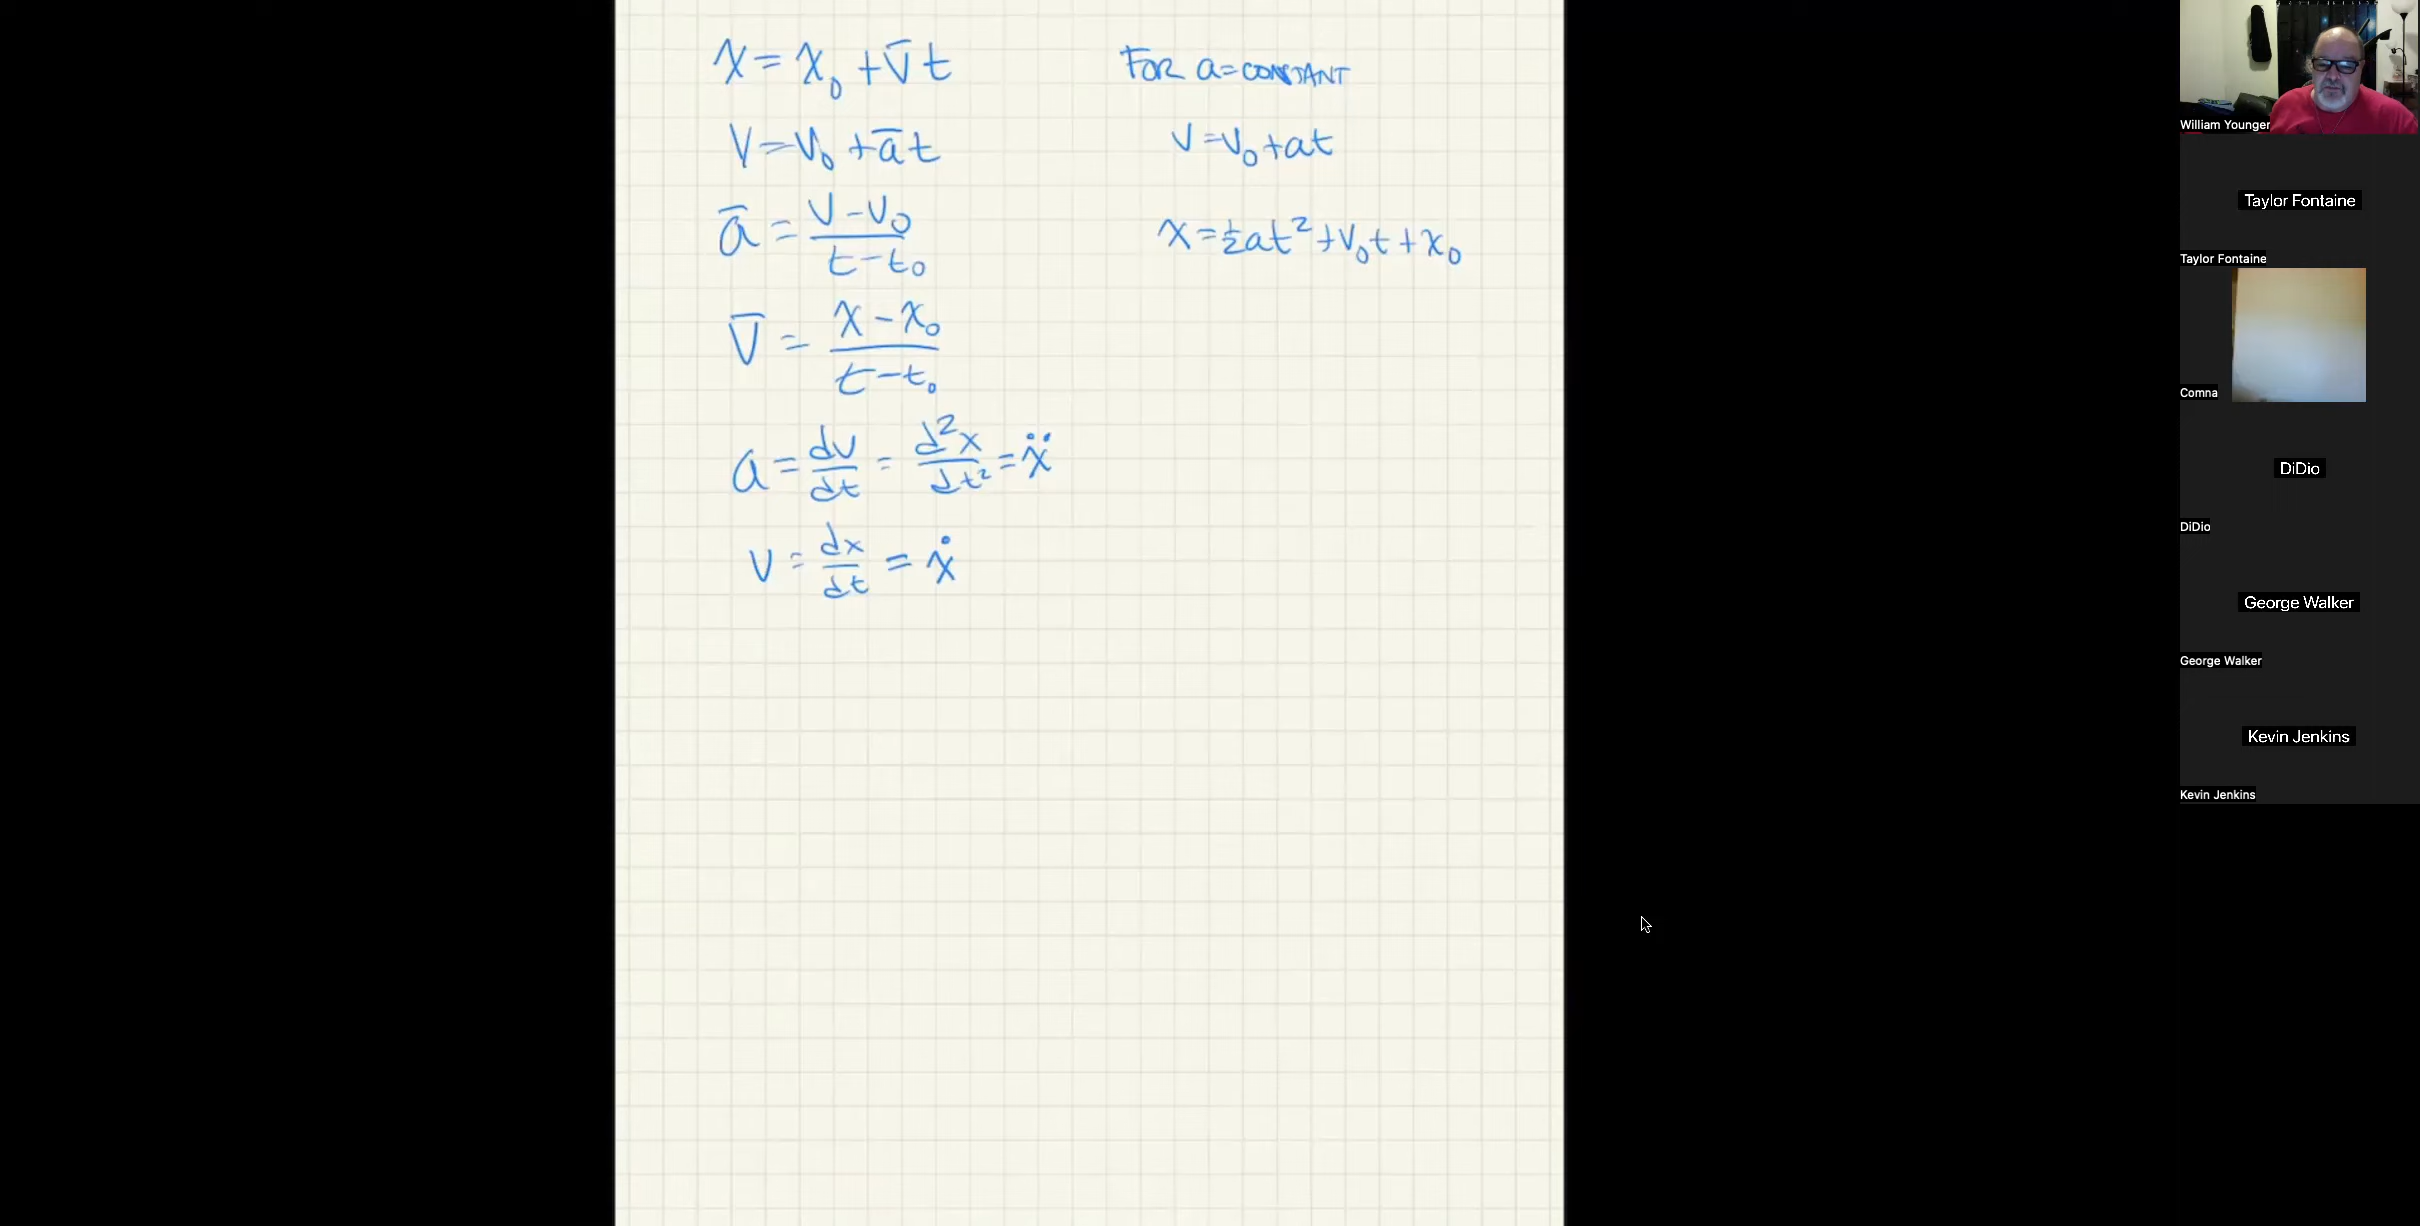 x = x₀ + v̄ t
v = v₀ + ā t
ā = (v - v₀)/(t - t₀)
v̄ = (x - x₀)/(t - t₀)
a = dv/dt = d²x/dt² = ẍ
v = dx/dt = ẋ
FOR a = CONSTANT
v = v₀ + at
x = ½at² + v₀t + x₀
William Younger
Taylor Fontaine
Taylor Fontaine
Comna
DiDio
DiDio
George Walker
George Walker
Kevin Jenkins
Kevin Jenkins